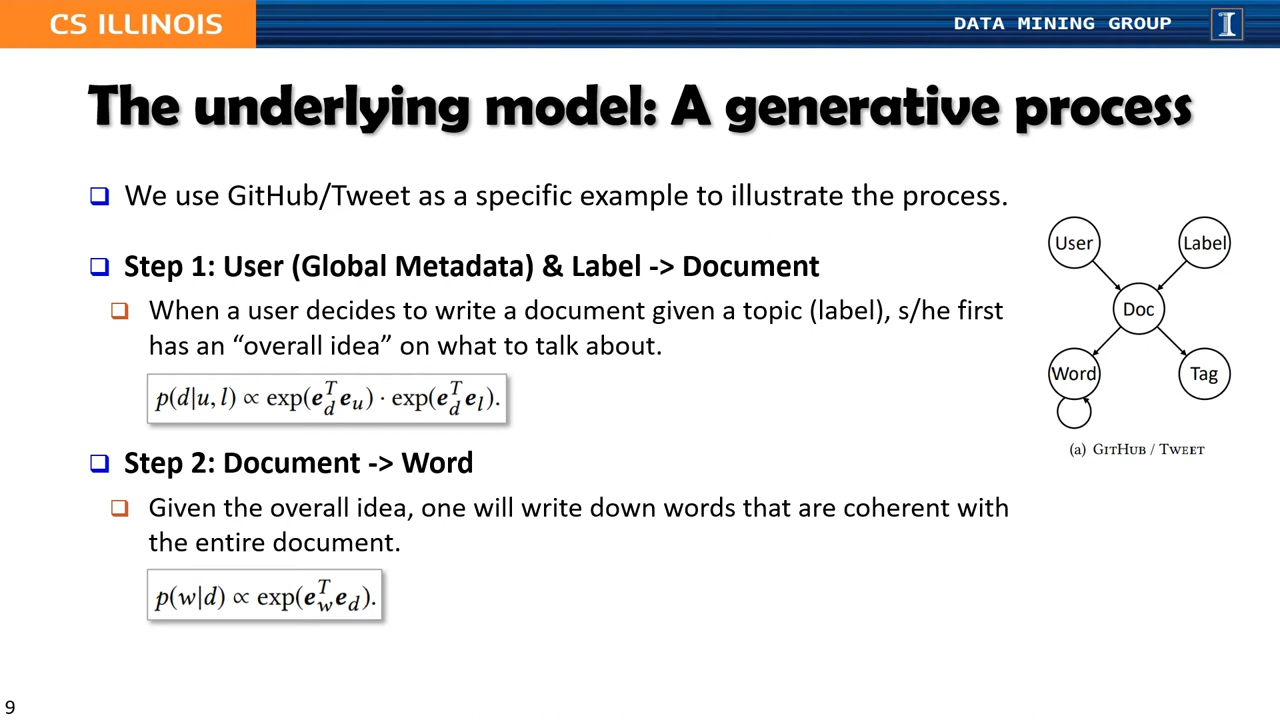 CS ILLINOIS
DATA MINING GROUP
I
The underlying model: A generative process
We use GitHub/Tweet as a specific example to illustrate the process.
Step 1: User (Global Metadata) & Label -> Document
When a user decides to write a document given a topic (label), s/he first
has an “overall idea” on what to talk about.
p(d|u, l) ∝ exp(e_d^T e_u) · exp(e_d^T e_l).
Step 2: Document -> Word
Given the overall idea, one will write down words that are coherent with
the entire document.
p(w|d) ∝ exp(e_w^T e_d).
User
Label
Doc
Word
Tag
(a) GITHUB / TWEET
9